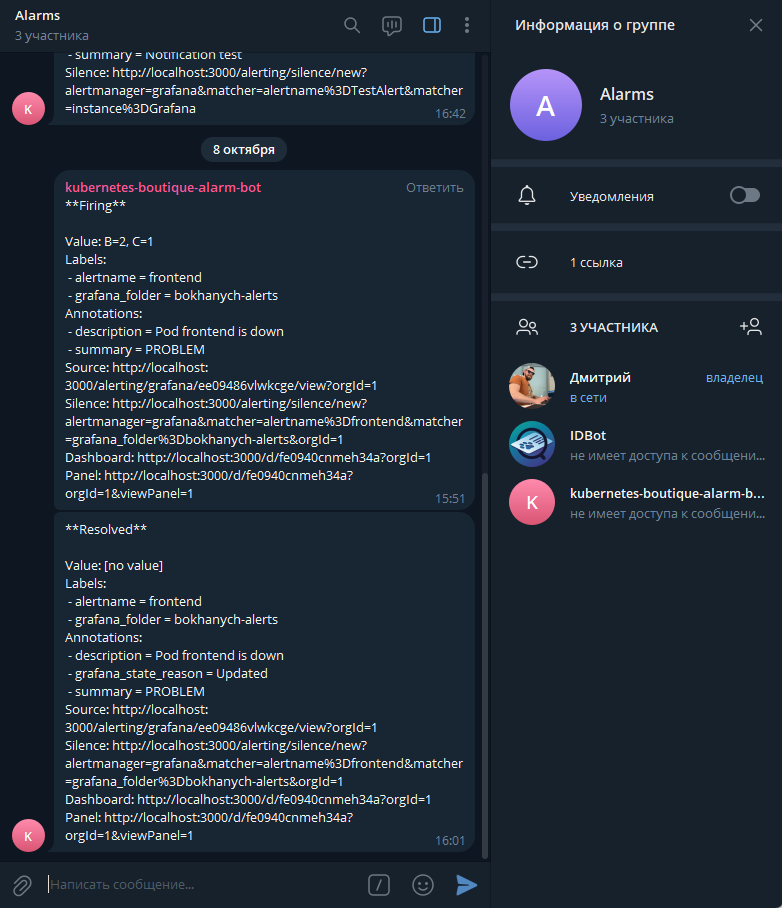 Alarms
3 участника
- summary = Notification test
Silence: http://localhost:3000/alerting/silence/new?
alertmanager=grafana&matcher=alertname%3DTestAlert&matcher
=instance%3DGrafana
16:42
K
8 октября
kubernetes-boutique-alarm-bot
Ответить
**Firing**
Value: B=2, C=1
Labels:
- alertname = frontend
- grafana_folder = bokhanych-alerts
Annotations:
- description = Pod frontend is down
- summary = PROBLEM
Source: http://localhost:
3000/alerting/grafana/ee09486vlwkcge/view?orgId=1
Silence: http://localhost:3000/alerting/silence/new?
alertmanager=grafana&matcher=alertname%3Dfrontend&matcher
=grafana_folder%3Dbokhanych-alerts&orgId=1
Dashboard: http://localhost:3000/d/fe0940cnmeh34a?orgId=1
Panel: http://localhost:3000/d/fe0940cnmeh34a?
orgId=1&viewPanel=1
15:51
**Resolved**
Value: [no value]
Labels:
- alertname = frontend
- grafana_folder = bokhanych-alerts
Annotations:
- description = Pod frontend is down
- grafana_state_reason = Updated
- summary = PROBLEM
Source: http://localhost:
3000/alerting/grafana/ee09486vlwkcge/view?orgId=1
Silence: http://localhost:3000/alerting/silence/new?
alertmanager=grafana&matcher=alertname%3Dfrontend&matcher
=grafana_folder%3Dbokhanych-alerts&orgId=1
Dashboard: http://localhost:3000/d/fe0940cnmeh34a?orgId=1
Panel: http://localhost:3000/d/fe0940cnmeh34a?
orgId=1&viewPanel=1
16:01
K
Написать сообщение...
Информация о группе
A
Alarms
3 участника
Уведомления
1 ссылка
3 УЧАСТНИКА
Дмитрий
владелец
в сети
IDBot
не имеет доступа к сообщени...
K
kubernetes-boutique-alarm-b...
не имеет доступа к сообщени...